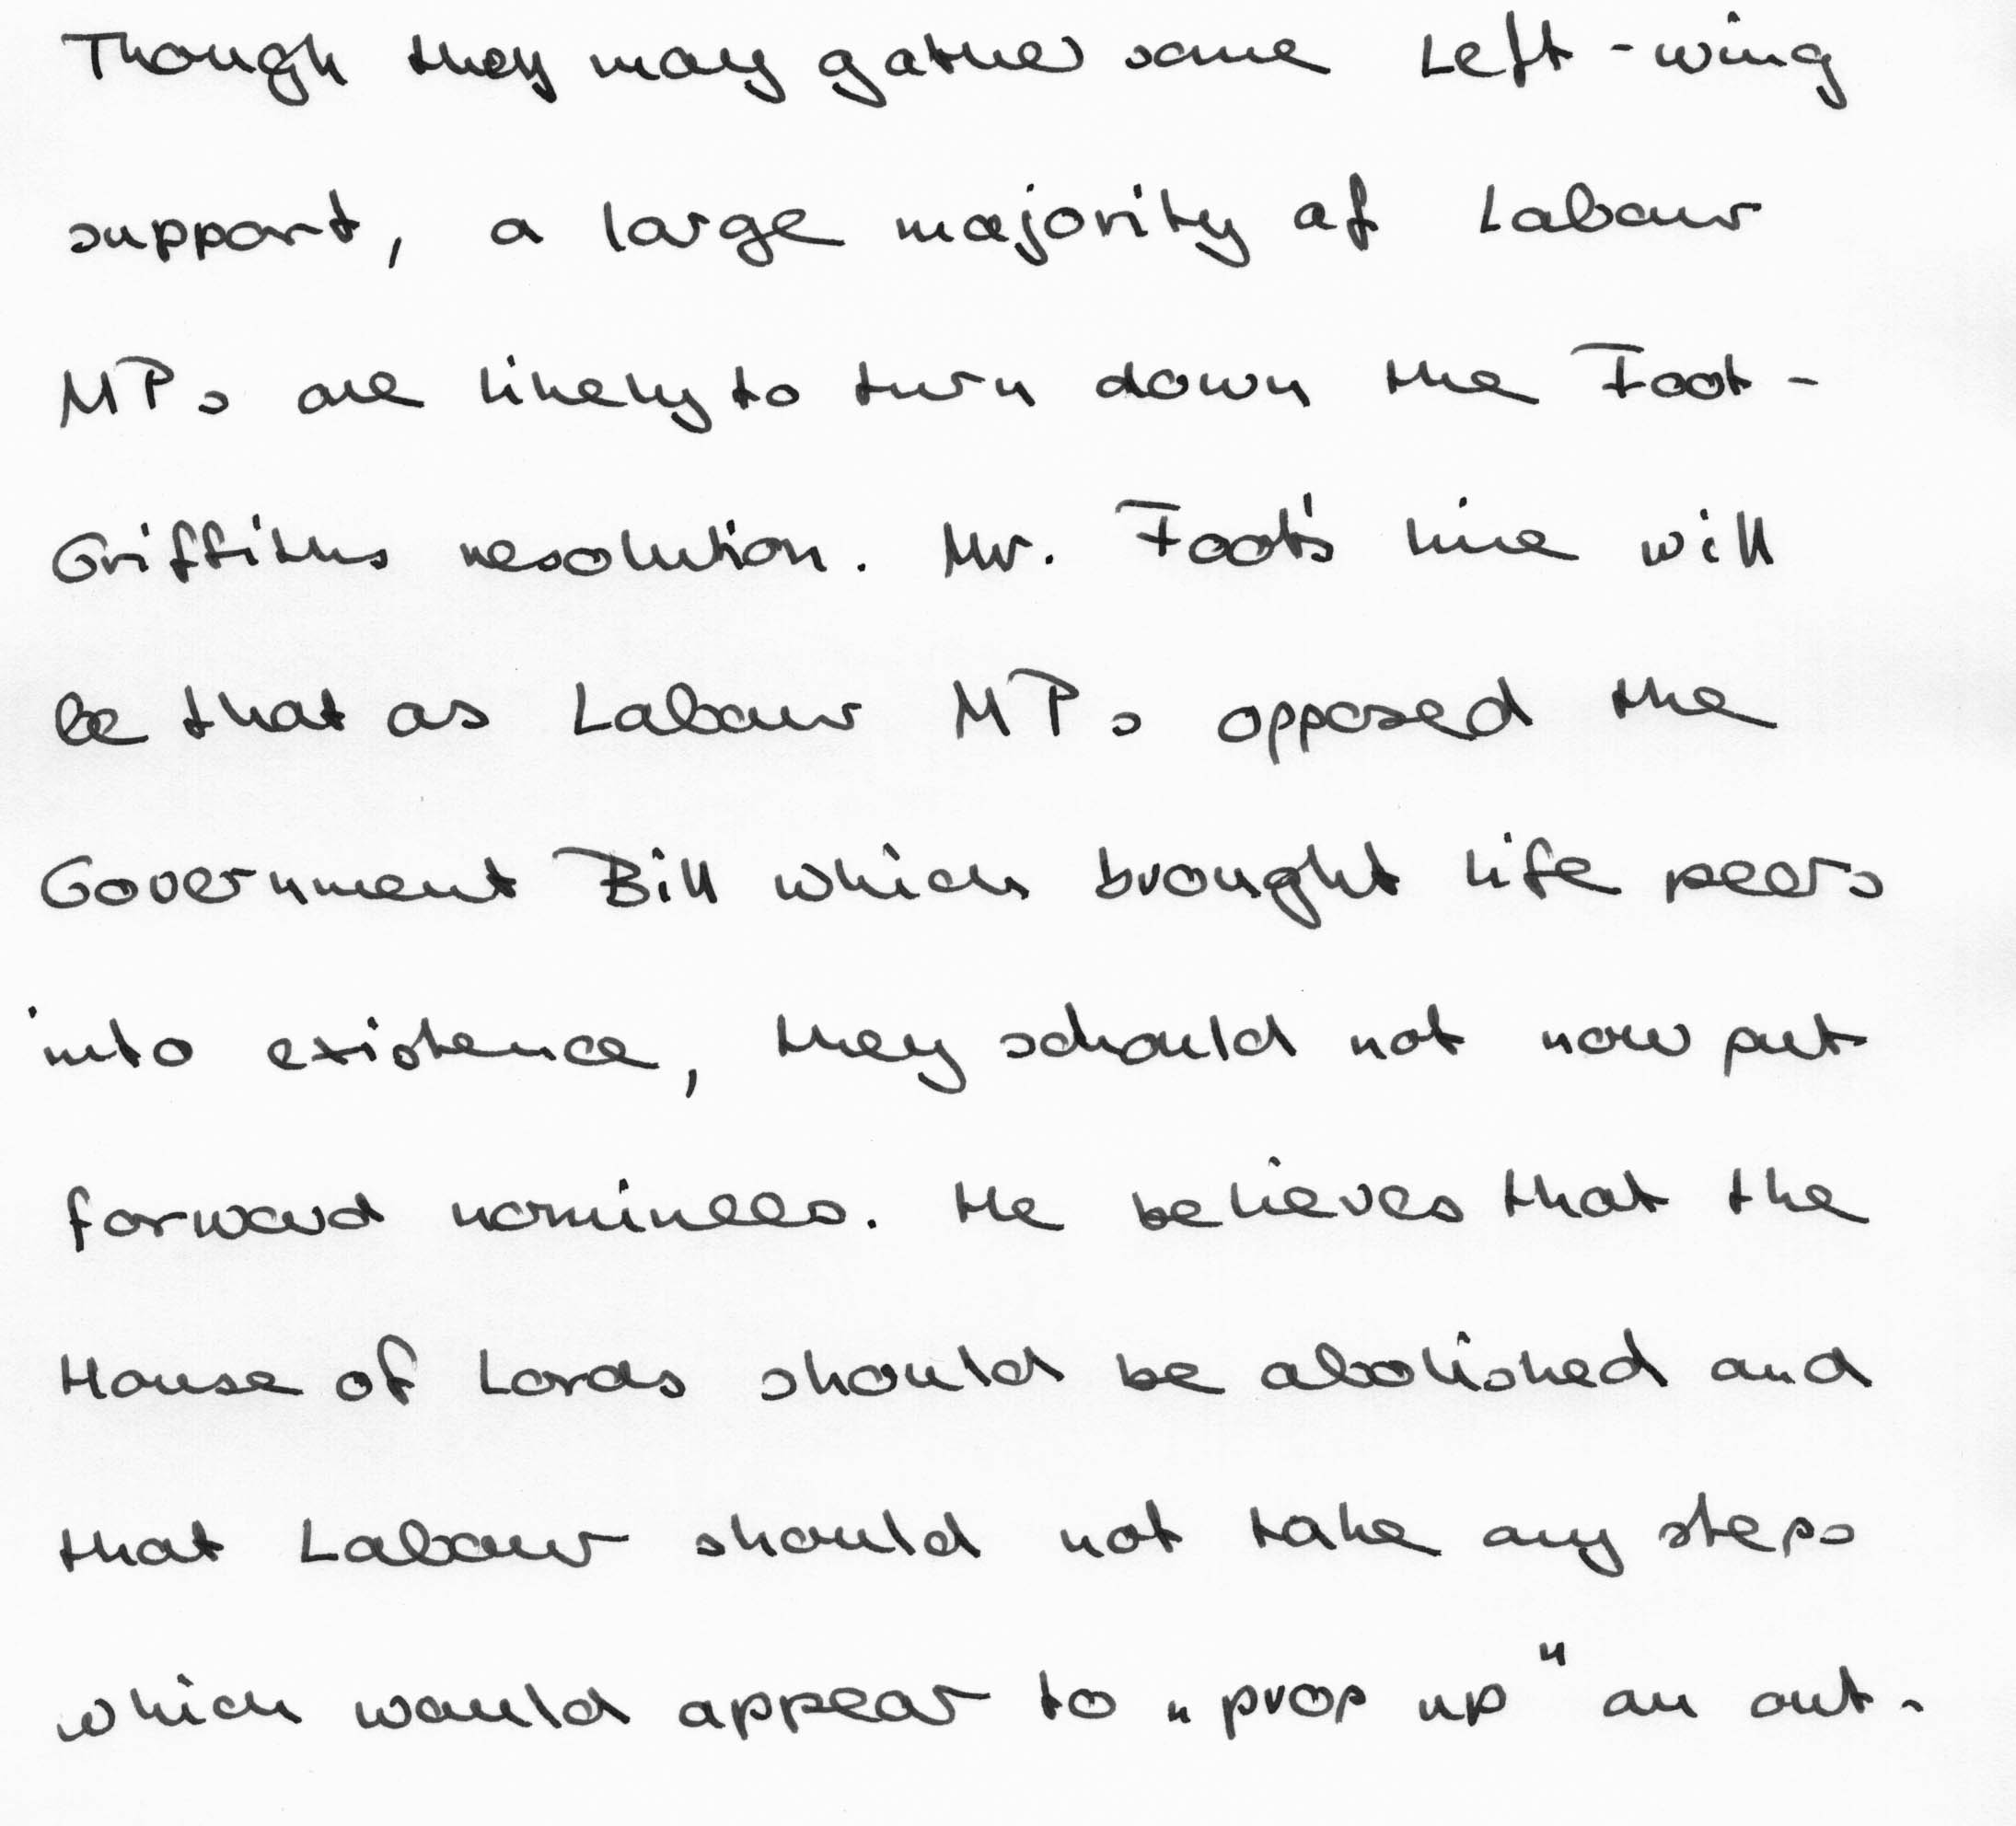 Though they may gather some Left-wing
support, a large majority of Labour
MPs are likely to turn down the Foot-
Griffiths resolution. Mr. Foot's line will
be that as Labour MPs opposed the
Government Bill which brought life peers
into existence, they schould not now put
forward nominees. He believes that the
House of Lords should be abolished and
that Labour should not take any steps
which would appear to "prop up" an out-